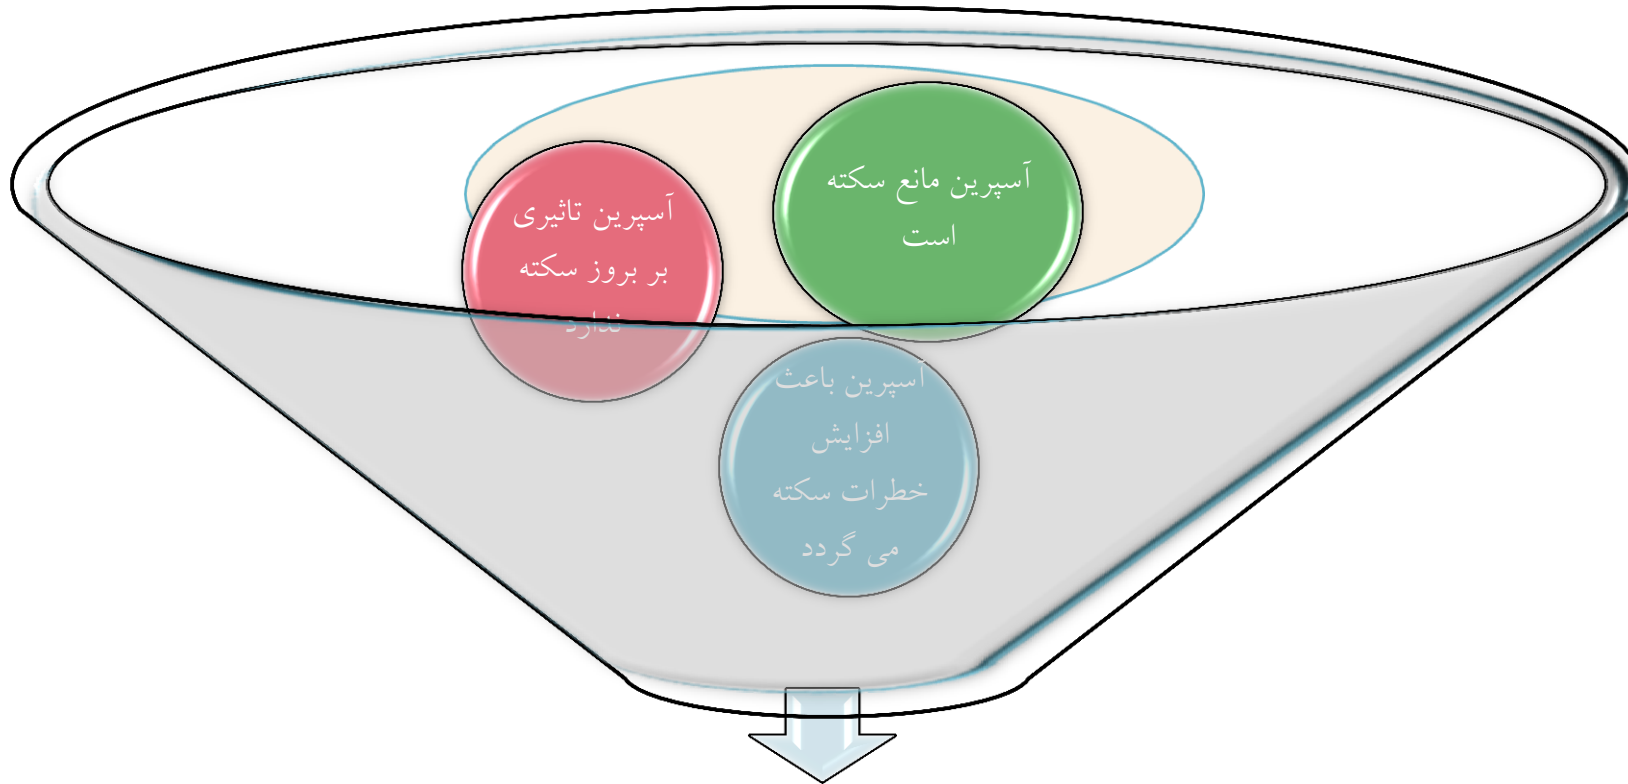 آسپرین مانع سکته
است
آسپرین تاثیری
بر بروز سکته
ندارد
آسپرین باعث
افزایش
خطرات سکته
می گردد